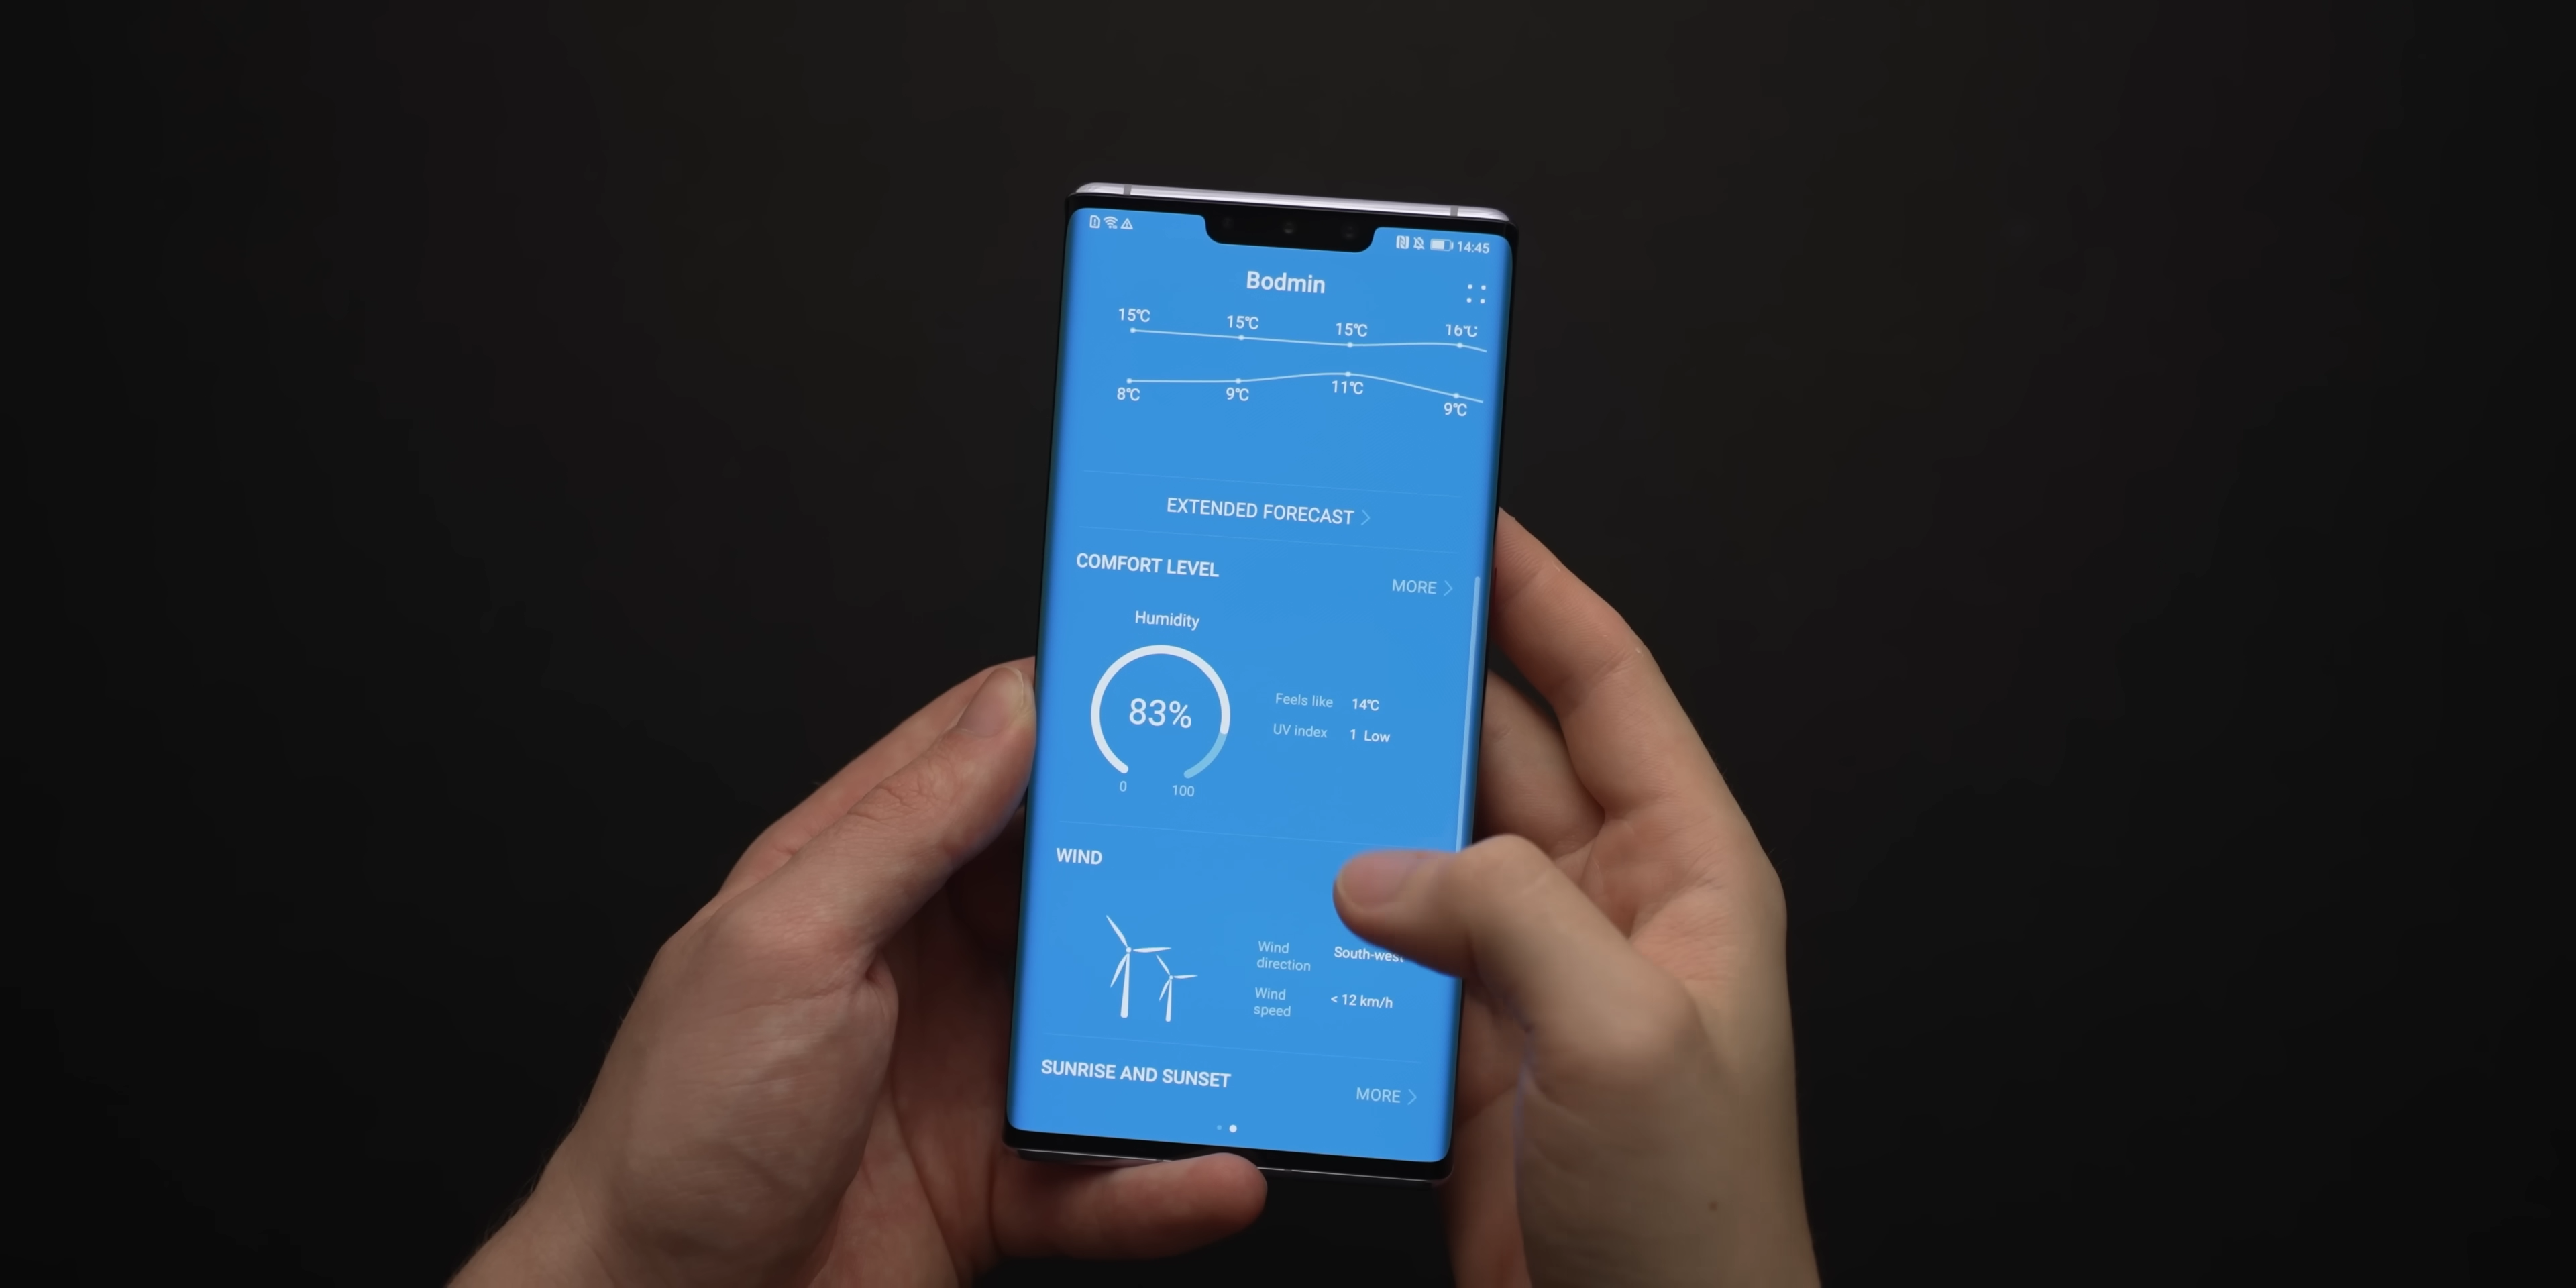 14:45
Bodmin
15℃ 15℃ 15℃ 16℃
8℃ 9℃ 11℃ 9℃
EXTENDED FORECAST >
COMFORT LEVEL
MORE >
Humidity
83%
0 100
Feels like 14℃
UV index 1 Low
WIND
Wind direction South-west
Wind speed < 12 km/h
SUNRISE AND SUNSET
MORE >